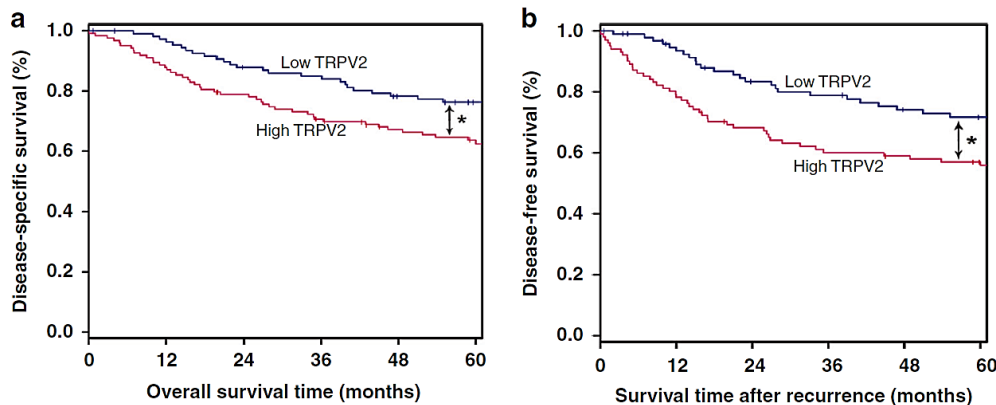 a
Disease-specific survival (%)
1.0
0.8
0.6
0.4
0.2
0.0
Low TRPV2
High TRPV2
*
0 12 24 36 48 60
Overall survival time (months)
b
Disease-free survival (%)
1.0
0.8
0.6
0.4
0.2
0.0
Low TRPV2
High TRPV2
*
0 12 24 36 48 60
Survival time after recurrence (months)